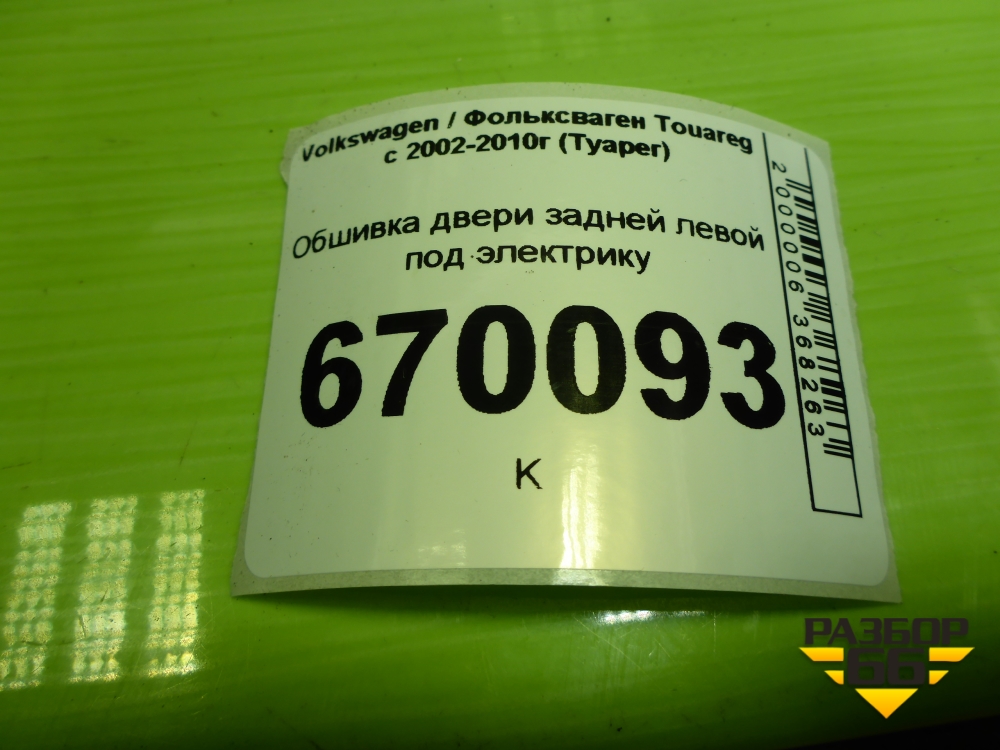 Volkswagen / Фольксваген Touareg
с 2002-2010г (Туарег)
Обшивка двери задней левой
под электрику
670093
К
2000006368263
РАЗБОР
66